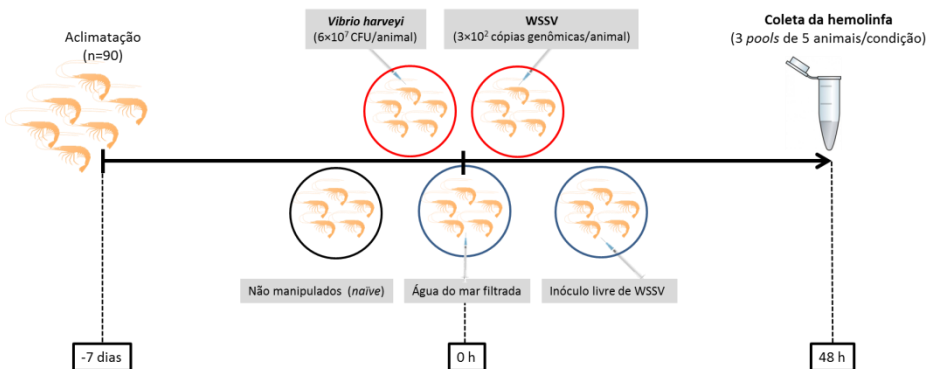 Aclimatação
(n=90)
Vibrio harveyi
(6×10⁷ CFU/animal)
WSSV
(3×10² cópias genômicas/animal)
Coleta da hemolinfa
(3 pools de 5 animais/condição)
Não manipulados (naïve)
Água do mar filtrada
Inóculo livre de WSSV
-7 dias
0 h
48 h